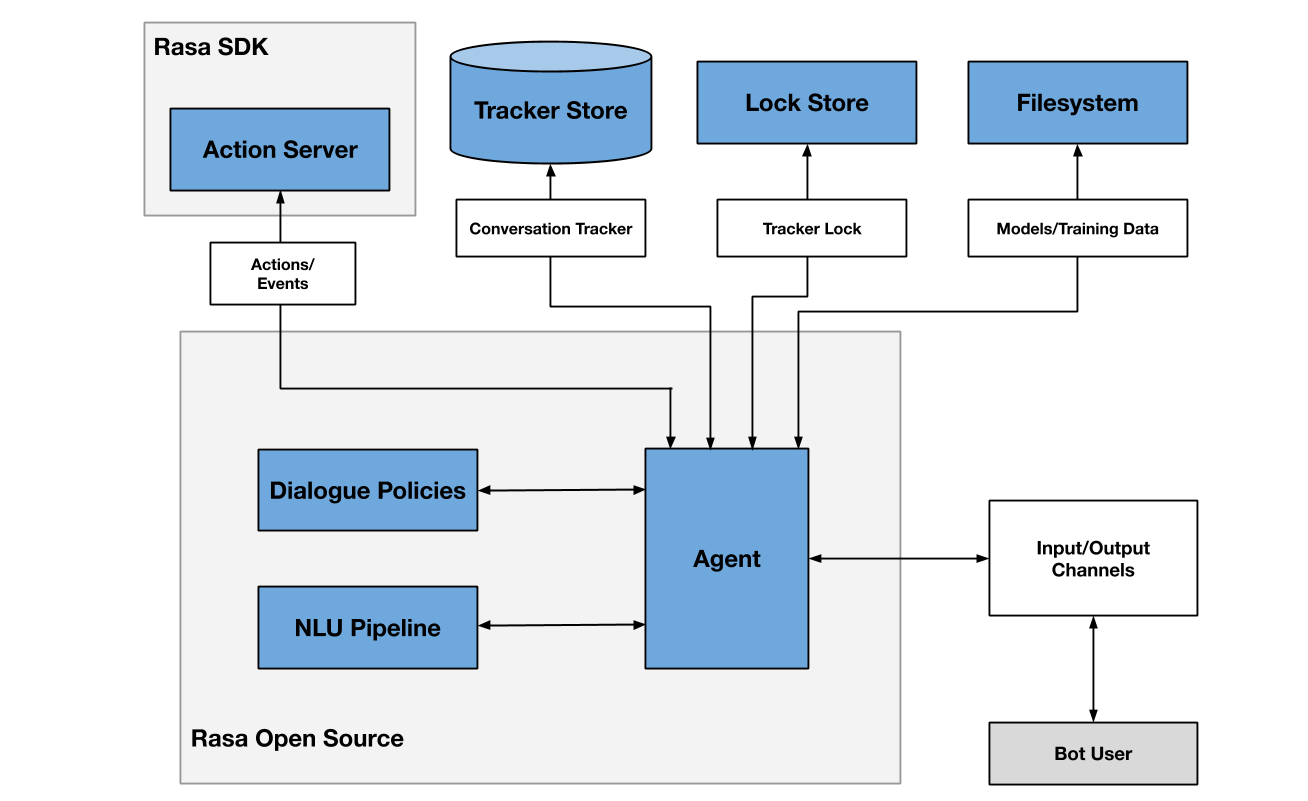 Rasa SDK
Action Server
Tracker Store
Lock Store
Filesystem
Actions/
Events
Conversation Tracker
Tracker Lock
Models/Training Data
Dialogue Policies
NLU Pipeline
Agent
Rasa Open Source
Input/Output
Channels
Bot User